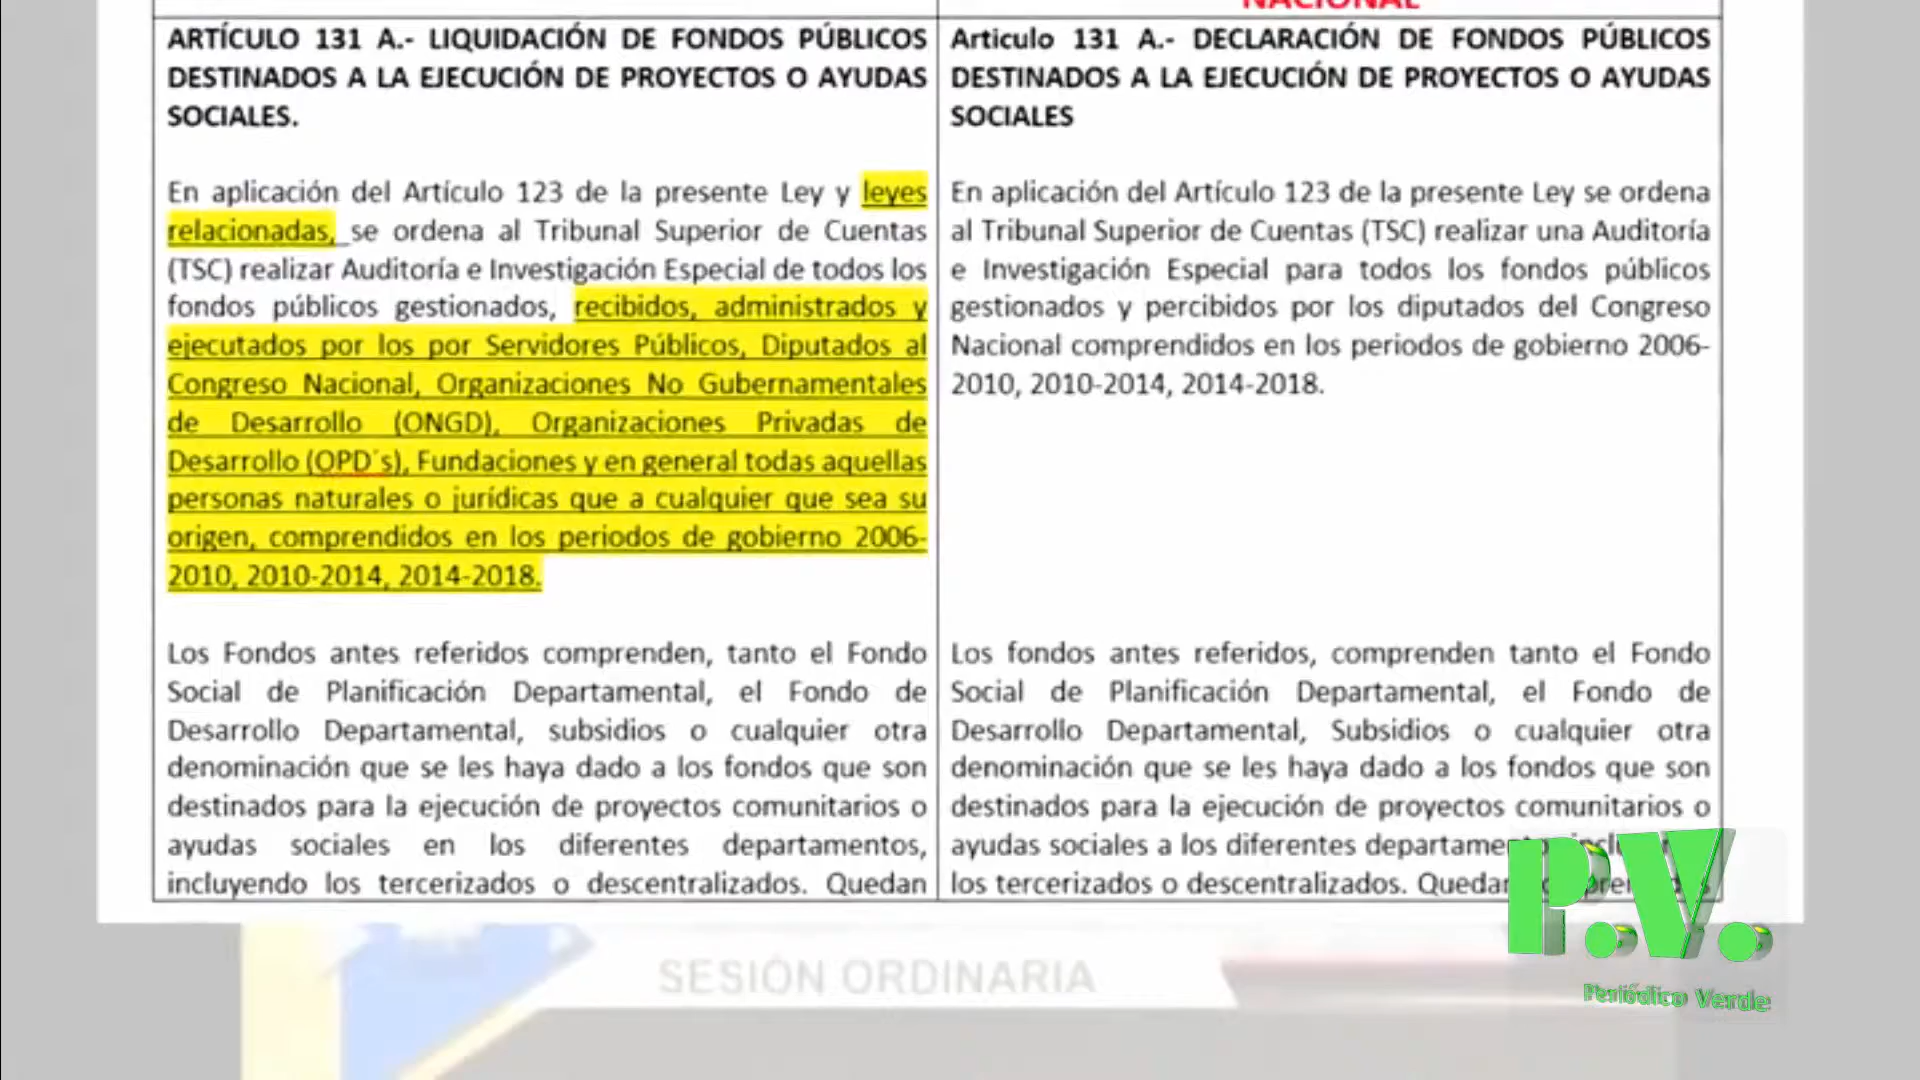 NACIONAL
ARTÍCULO 131 A.- LIQUIDACIÓN DE FONDOS PÚBLICOS
DESTINADOS A LA EJECUCIÓN DE PROYECTOS O AYUDAS
SOCIALES.
En aplicación del Artículo 123 de la presente Ley y leyes
relacionadas, se ordena al Tribunal Superior de Cuentas
(TSC) realizar Auditoría e Investigación Especial de todos los
fondos públicos gestionados, recibidos, administrados y
ejecutados por los por Servidores Públicos, Diputados al
Congreso Nacional, Organizaciones No Gubernamentales
de Desarrollo (ONGD), Organizaciones Privadas de
Desarrollo (OPD´s), Fundaciones y en general todas aquellas
personas naturales o jurídicas que a cualquier que sea su
origen, comprendidos en los periodos de gobierno 2006-
2010, 2010-2014, 2014-2018.
Los Fondos antes referidos comprenden, tanto el Fondo
Social de Planificación Departamental, el Fondo de
Desarrollo Departamental, subsidios o cualquier otra
denominación que se les haya dado a los fondos que son
destinados para la ejecución de proyectos comunitarios o
ayudas sociales en los diferentes departamentos,
incluyendo los tercerizados o descentralizados. Quedan
Articulo 131 A.- DECLARACIÓN DE FONDOS PÚBLICOS
DESTINADOS A LA EJECUCIÓN DE PROYECTOS O AYUDAS
SOCIALES
En aplicación del Artículo 123 de la presente Ley se ordena
al Tribunal Superior de Cuentas (TSC) realizar una Auditoría
e Investigación Especial para todos los fondos públicos
gestionados y percibidos por los diputados del Congreso
Nacional comprendidos en los periodos de gobierno 2006-
2010, 2010-2014, 2014-2018.
Los fondos antes referidos, comprenden tanto el Fondo
Social de Planificación Departamental, el Fondo de
Desarrollo Departamental, Subsidios o cualquier otra
denominación que se les haya dado a los fondos que son
destinados para la ejecución de proyectos comunitarios o
ayudas sociales a los diferentes
los tercerizados o descentralizados.
P.V.
Periódico Verde
SESIÓN ORDINARIA